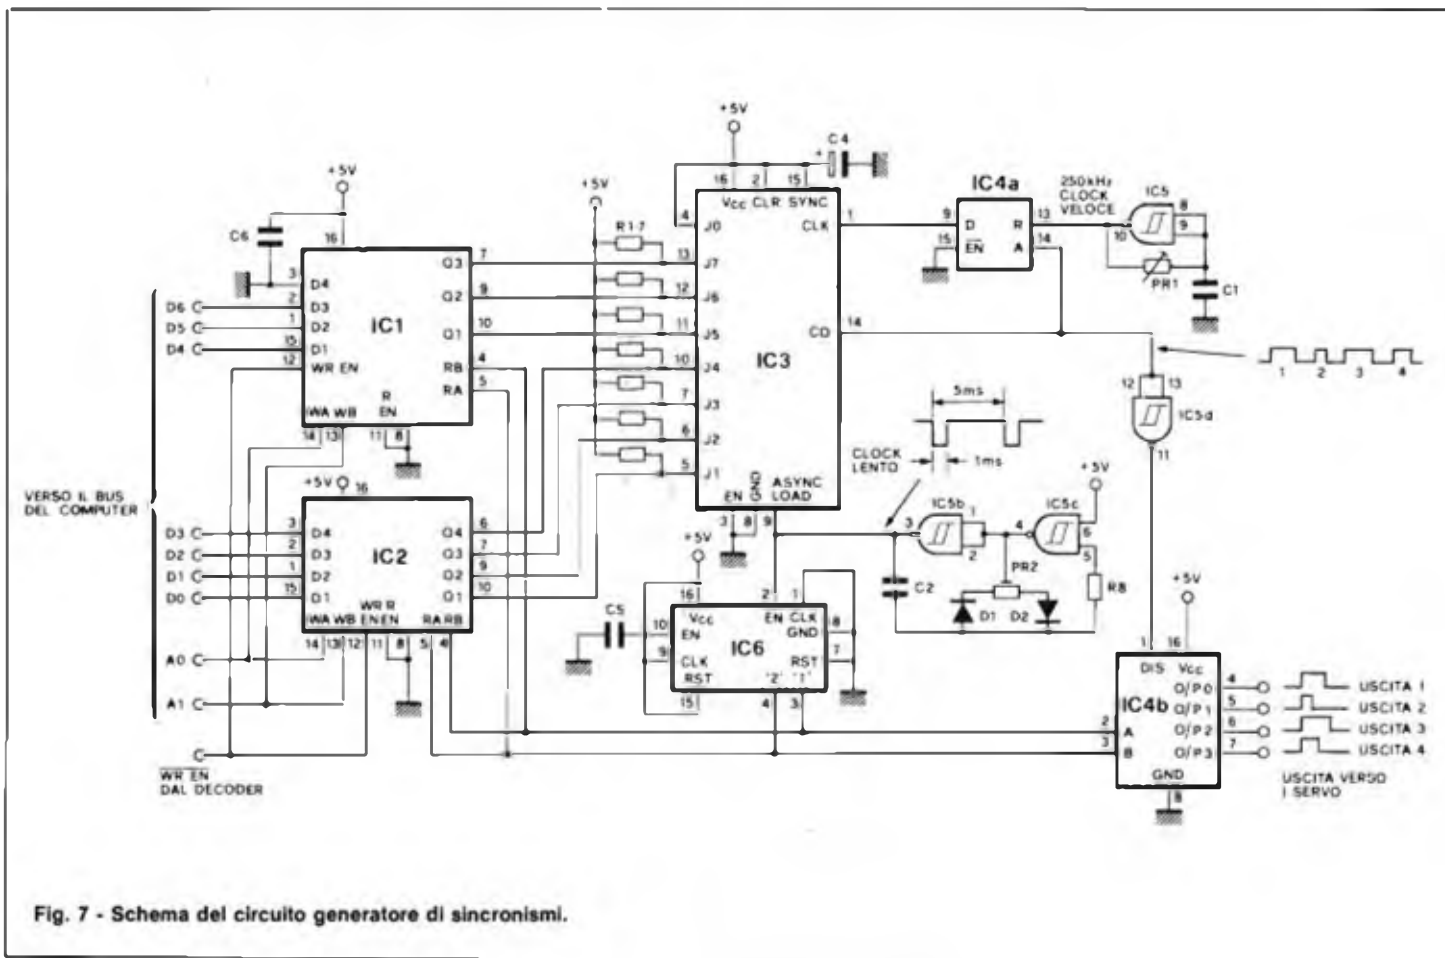 +5V
C6
16
3
D4
D6
2
D3
D5
1
D2
D4
15
D1
12
WR EN
IC1
Q3
7
Q2
9
Q1
10
RB
4
RA
5
R
EN
WA WB
14
13
11
8
+5V
R1-7
+5V
C4
16
2
15
Vcc CLR SYNC
4
J0
CLK
1
13
J7
12
J6
11
J5
10
J4
7
J3
6
J2
5
J1
CO
14
IC3
EN
GND
ASYNC
LOAD
3
8
9
IC4a
9
D
15
EN
R
13
A
14
250kHz
CLOCK
VELOCE
IC5
8
9
10
PR1
C1
1 2 3 4
12
13
IC5d
11
5ms
1ms
CLOCK
LENTO
IC5b
3
1
2
IC5c
4
6
5
+5V
PR2
C2
D1
D2
R8
VERSO IL BUS
DEL COMPUTER
+5V
16
D3
3
D4
D2
2
D3
D1
1
D2
D0
15
D1
IC2
Q4
6
Q3
7
Q2
9
Q1
10
WR R
WA WB EN EN RA RB
14
13
12
11
8
5
4
A0
A1
WR EN
DAL DECODER
+5V
C5
16
2
1
Vcc
EN CLK
10
EN
GND
8
IC6
9
CLK
RST
7
RST
'2' '1'
15
4
3
+5V
1
16
DIS Vcc
IC4b
O/P0
4
USCITA 1
O/P1
5
USCITA 2
2
A
O/P2
6
USCITA 3
3
B
O/P3
7
USCITA 4
GND
8
USCITA VERSO
I SERVO
Fig. 7 - Schema del circuito generatore di sincronismi.